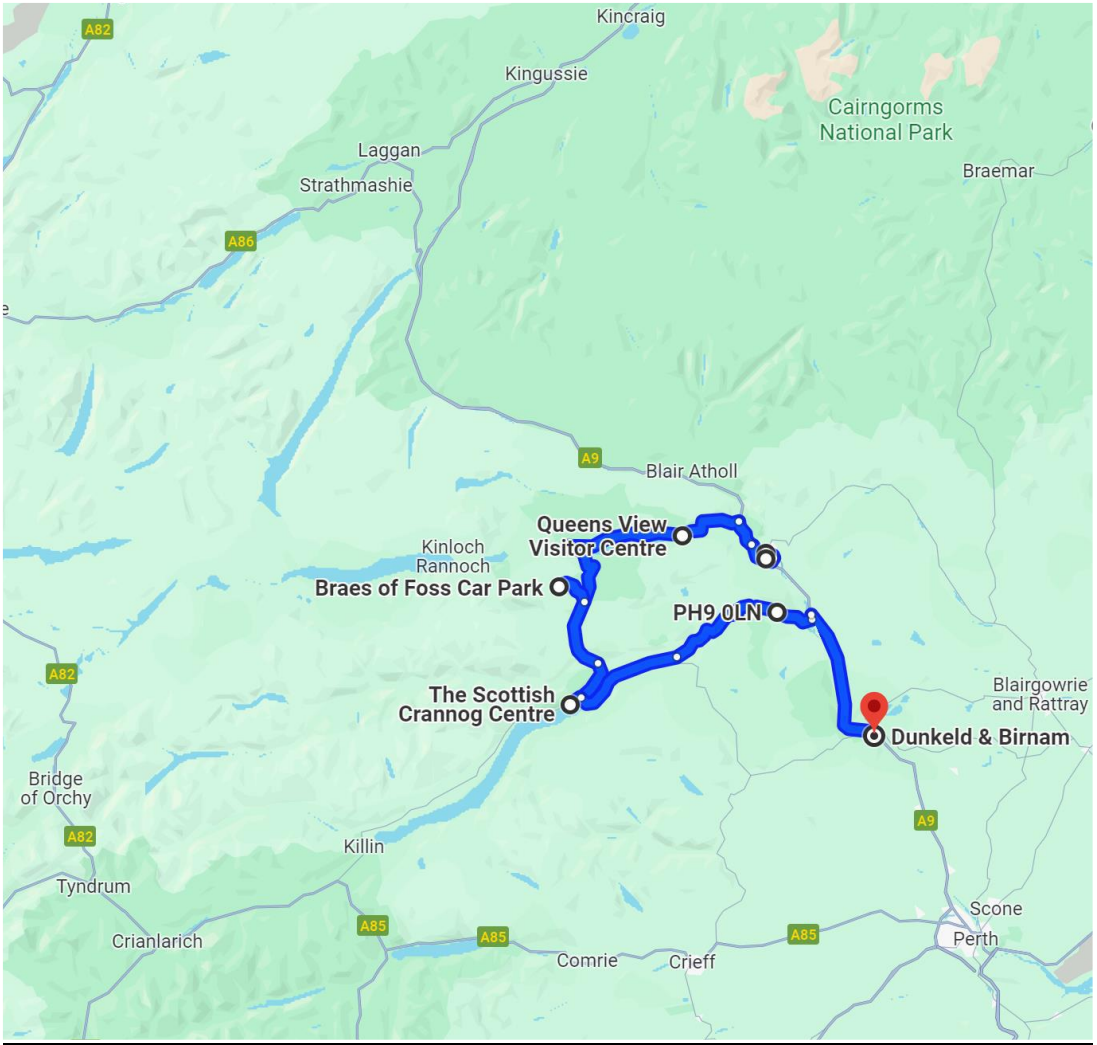 A82
Kincraig
Kingussie
Cairngorms
National Park
Laggan
Braemar
Strathmashie
A86
e
A9
Blair Atholl
Queens View
Visitor Centre
Kinloch
Rannoch
Braes of Foss Car Park
PH9 0LN
A82
The Scottish
Crannog Centre
Blairgowrie
and Rattray
Dunkeld & Birnam
Bridge
of Orchy
A9
A82
Killin
Tyndrum
Scone
A85
A85
A85
Crianlarich
Perth
Comrie
Crieff